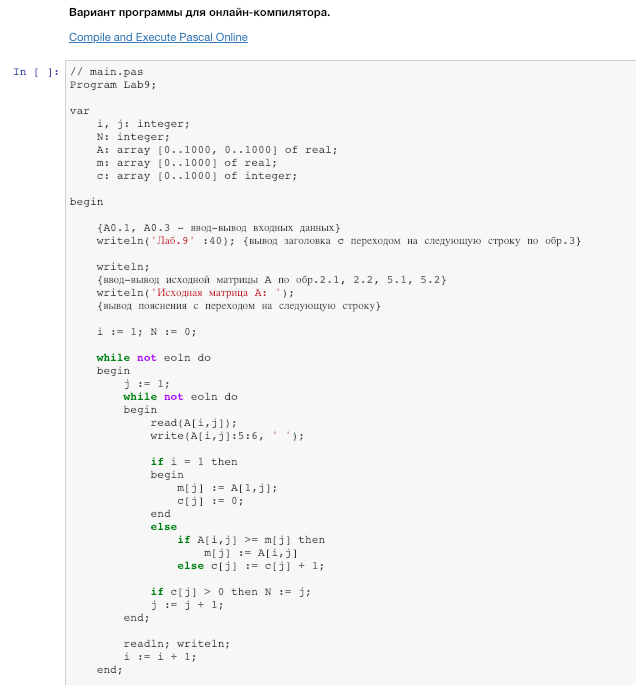 Вариант программы для онлайн-компилятора.
Compile and Execute Pascal Online
In [ ]:
// main.pas
Program Lab9;
var
i, j: integer;
N: integer;
A: array [0..1000, 0..1000] of real;
m: array [0..1000] of real;
c: array [0..1000] of integer;
begin
{A0.1, A0.3 - ввод-вывод входных данных}
writeln('Лаб.9' :40); {вывод заголовка с переходом на следующую строку по обр.3}
writeln;
{ввод-вывод исходной матрицы A по обр.2.1, 2.2, 5.1, 5.2}
writeln('Исходная матрица A: ');
{вывод пояснения с переходом на следующую строку}
i := 1; N := 0;
while not eoln do
begin
j := 1;
while not eoln do
begin
read(A[i,j]);
write(A[i,j]:5:6, ' ');
if i = 1 then
begin
m[j] := A[1,j];
c[j] := 0;
end
else
if A[i,j] >= m[j] then
m[j] := A[i,j]
else c[j] := c[j] + 1;
if c[j] > 0 then N := j;
j := j + 1;
end;
readln; writeln;
i := i + 1;
end;